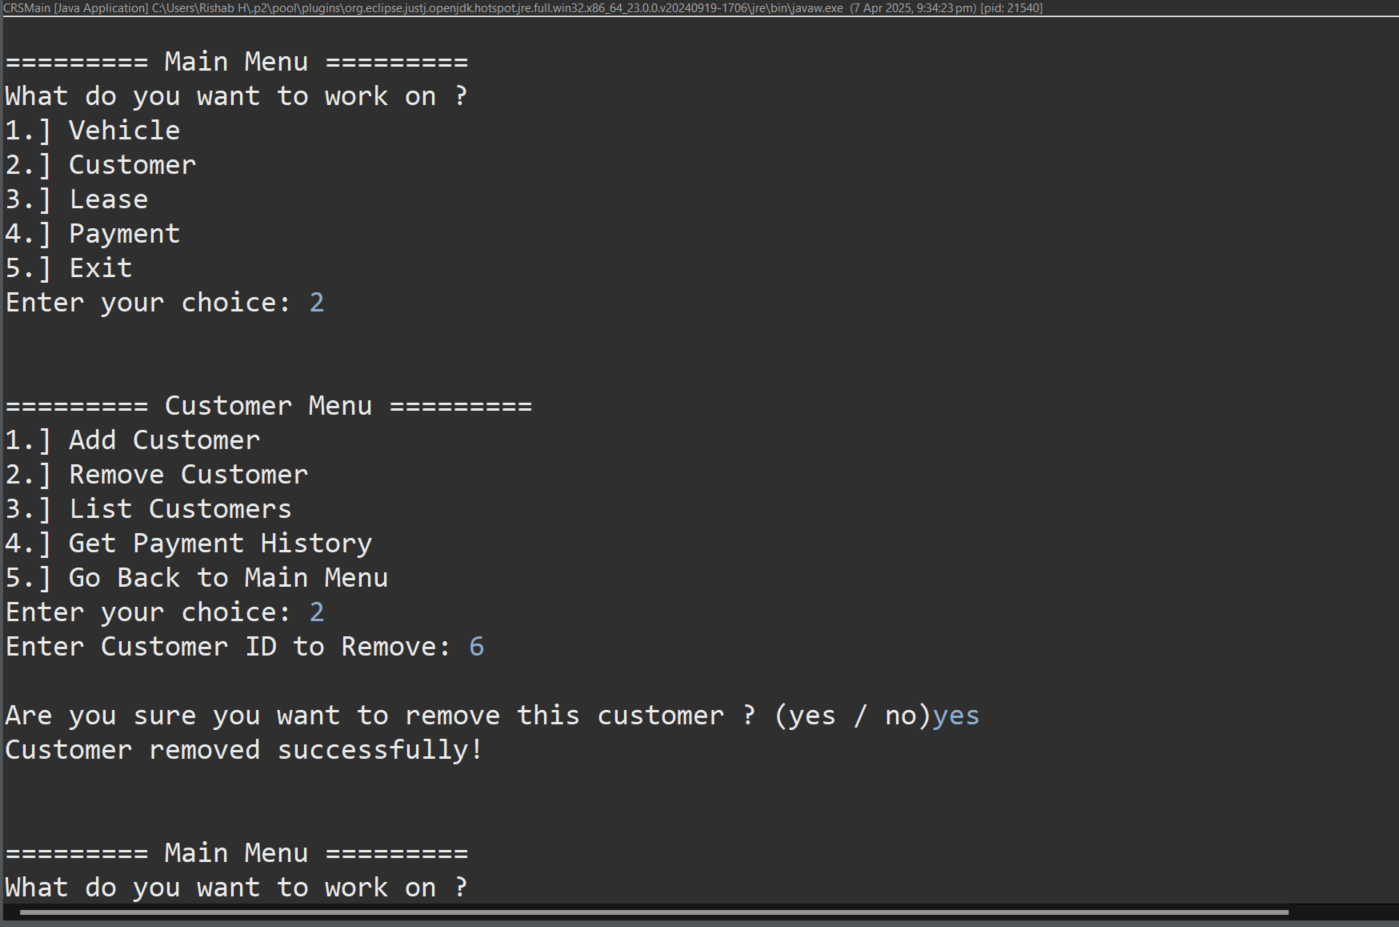 CRSMain [Java Application] C:\Users\Rishab H\.p2\pool\plugins\org.eclipse.justj.openjdk.hotspot.jre.full.win32.x86_64_23.0.0.v20240919-1706\jre\bin\javaw.exe (7 Apr 2025, 9:34:23 pm) [pid: 21540]
========= Main Menu =========
What do you want to work on ?
1.] Vehicle
2.] Customer
3.] Lease
4.] Payment
5.] Exit
Enter your choice: 2
========= Customer Menu =========
1.] Add Customer
2.] Remove Customer
3.] List Customers
4.] Get Payment History
5.] Go Back to Main Menu
Enter your choice: 2
Enter Customer ID to Remove: 6
Are you sure you want to remove this customer ? (yes / no)yes
Customer removed successfully!
========= Main Menu =========
What do you want to work on ?